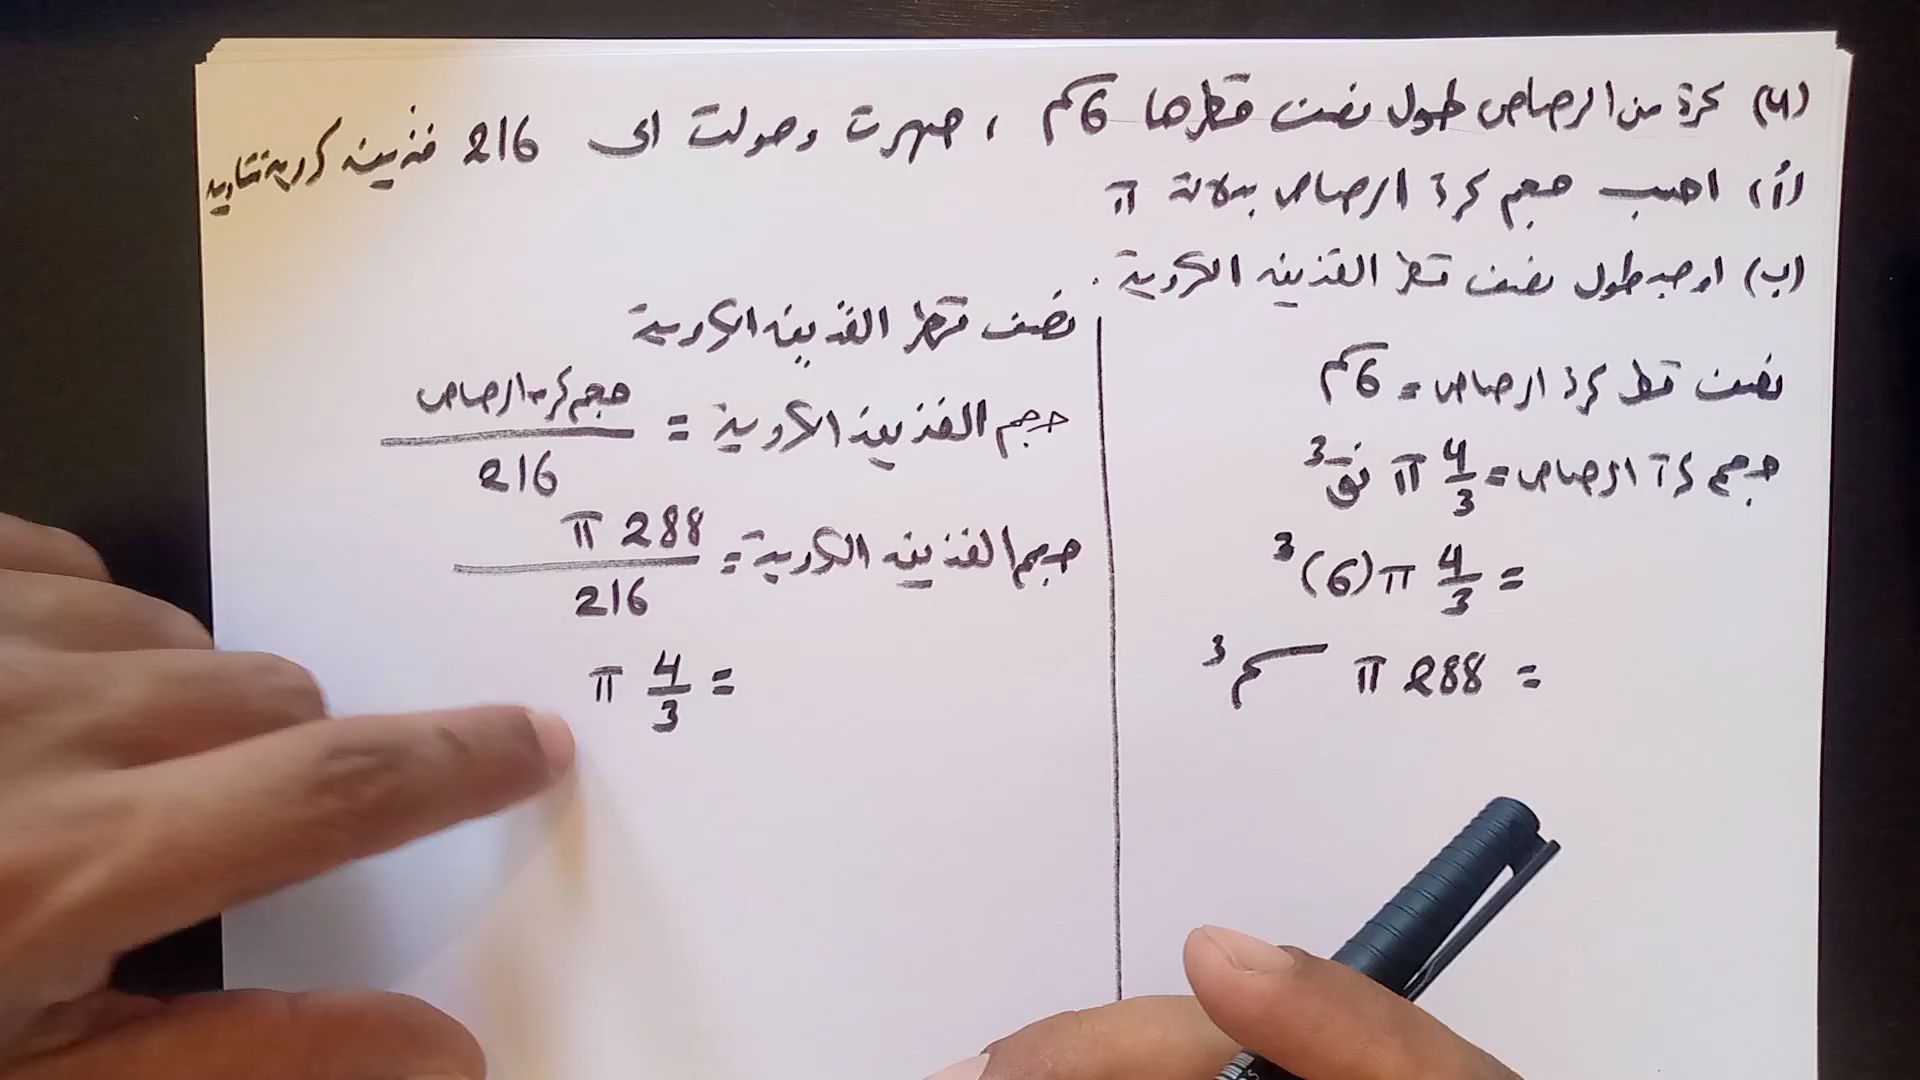 (4) كرة من الرصاص طول نصف قطرها 6 سم ، صهرت وحولت الى 216 قذيفة كروية متساوية
(أ) احسب حجم كرة الرصاص بدلالة π
(ب) اوجد طول نصف قطر القذيفة الكروية .
نصف قطر كرة الرصاص = 6 سم
حجم كرة الرصاص = 4/3 π نق³
= 4/3 π (6)³
= 288 π سم³
نصف قطر القذيفة الكروية
حجم القذيفة الكروية = حجم كرة الرصاص / 216
حجم القذيفة الكروية = 288 π / 216
= 4/3 π